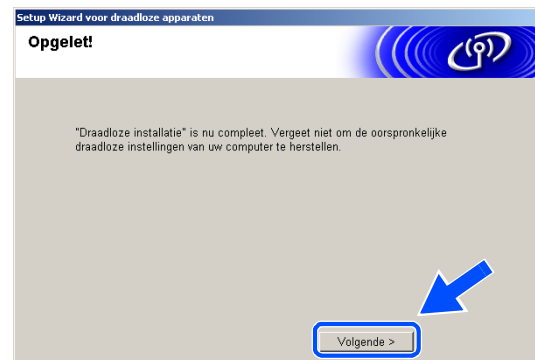 Setup Wizard voor draadloze apparaten
Opgelet!
"Draadloze installatie" is nu compleet. Vergeet niet om de oorspronkelijke
draadloze instellingen van uw computer te herstellen.
Volgende >